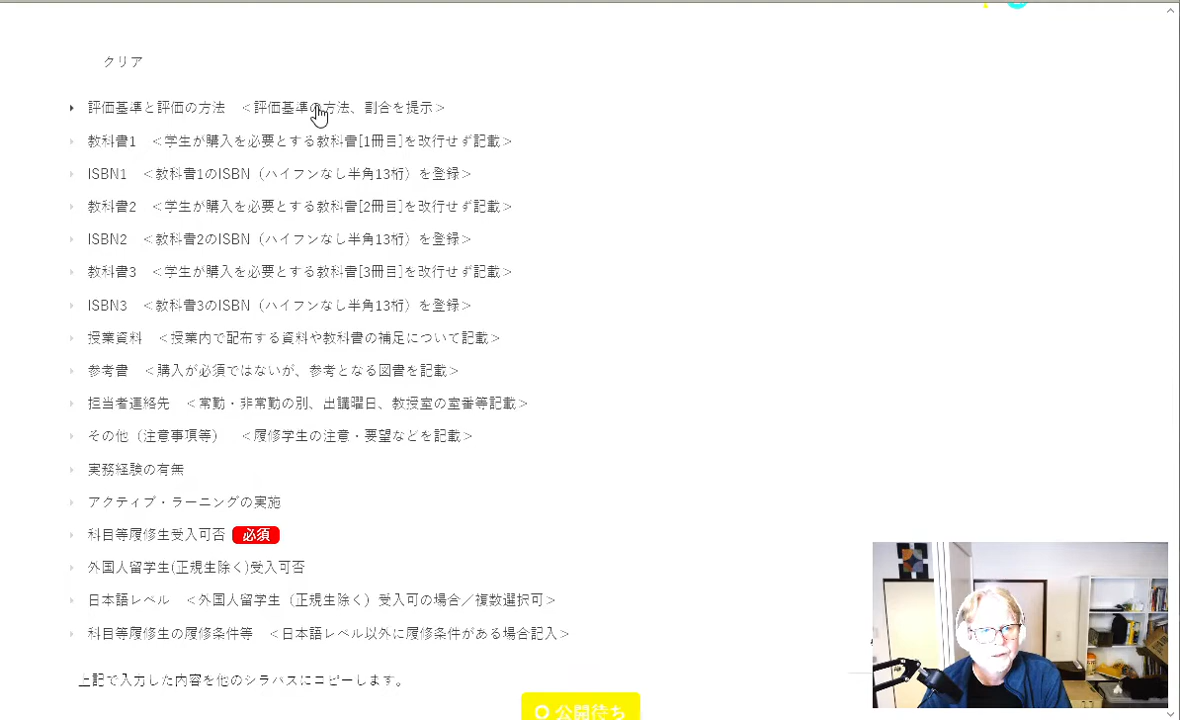 クリア
評価基準と評価の方法　＜評価基準の方法、割合を提示＞
教科書1　＜学生が購入を必要とする教科書[1冊目]を改行せず記載＞
ISBN1　＜教科書1のISBN（ハイフンなし半角13桁）を登録＞
教科書2　＜学生が購入を必要とする教科書[2冊目]を改行せず記載＞
ISBN2　＜教科書2のISBN（ハイフンなし半角13桁）を登録＞
教科書3　＜学生が購入を必要とする教科書[3冊目]を改行せず記載＞
ISBN3　＜教科書3のISBN（ハイフンなし半角13桁）を登録＞
授業資料　＜授業内で配布する資料や教科書の補足について記載＞
参考書　＜購入が必須ではないが、参考となる図書を記載＞
担当者連絡先　＜常勤・非常勤の別、出講曜日、教授室の室番等記載＞
その他（注意事項等）　＜履修学生の注意・要望などを記載＞
実務経験の有無
アクティブ・ラーニングの実施
科目等履修生受入可否 必須
外国人留学生(正規生除く)受入可否
日本語レベル　＜外国人留学生（正規生除く）受入可の場合／複数選択可＞
科目等履修生の履修条件等　＜日本語レベル以外に履修条件がある場合記入＞
上記で入力した内容を他のシラバスにコピーします。
公開待ち